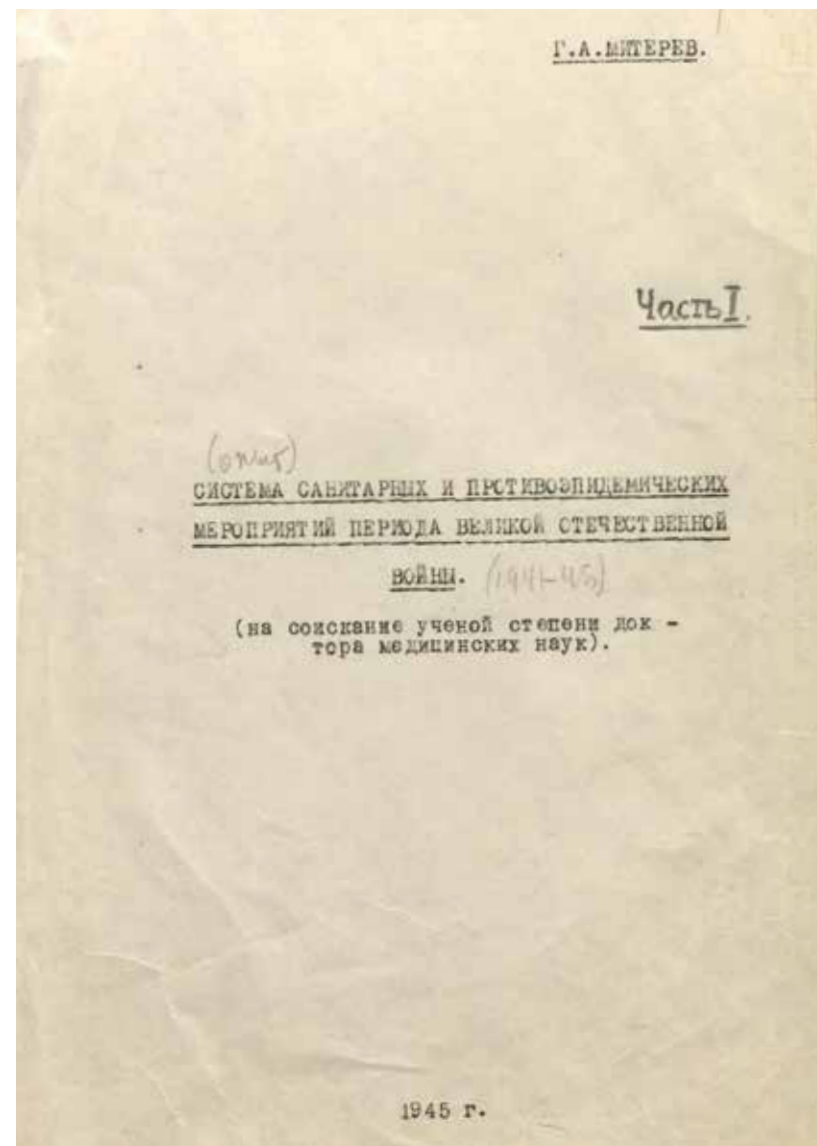 Г.А.МИТЕРЕВ.
Часть I.
(опыт)
СИСТЕМА САНИТАРНЫХ И ПРОТИВОЭПИДЕМИЧЕСКИХ
МЕРОПРИЯТИЙ ПЕРИОДА ВЕЛИКОЙ ОТЕЧЕСТВЕННОЙ
ВОЙНЫ. (1941-45)
(на соискание ученой степени док -
тора медицинских наук).
1945 г.